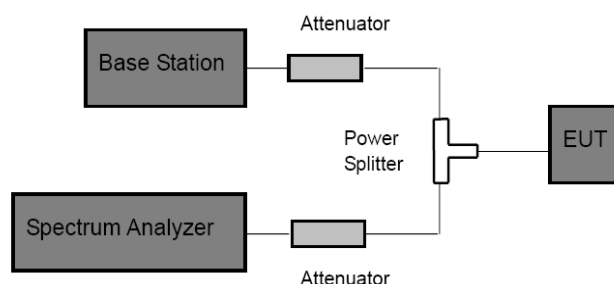 Attenuator
Base Station
Power
Splitter
EUT
Spectrum Analyzer
Attenuator